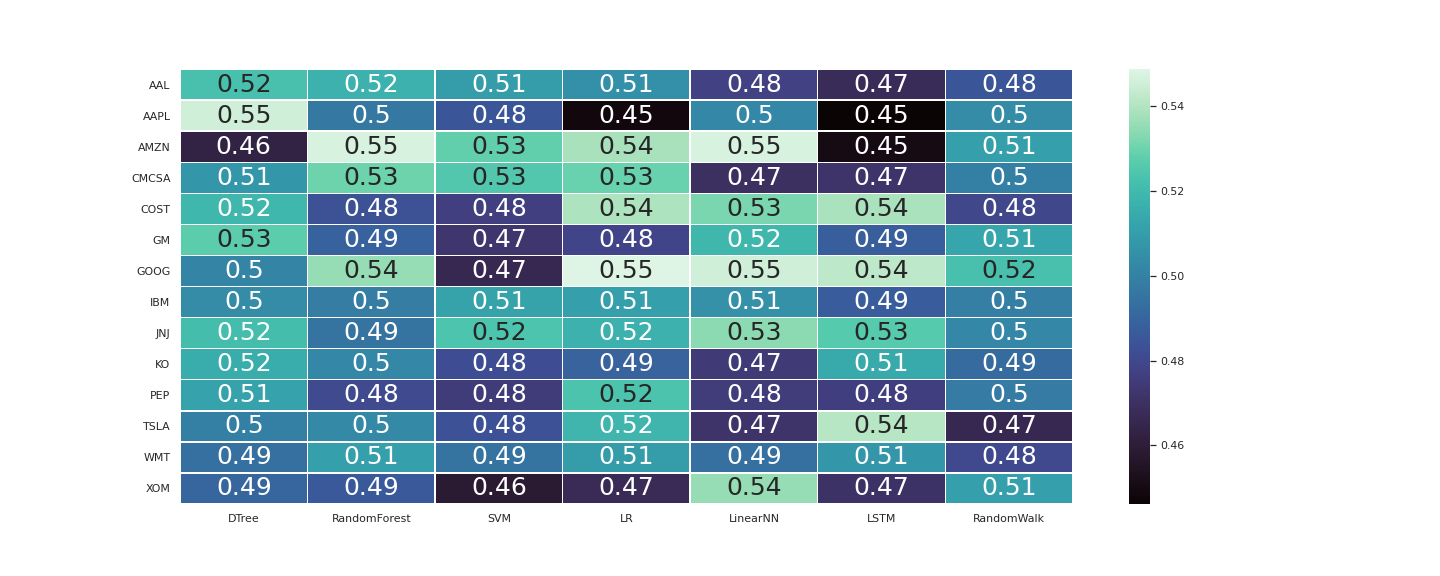 AAL 0.52 0.52 0.51 0.51 0.48 0.47 0.48
AAPL 0.55 0.5 0.48 0.45 0.5 0.45 0.5
AMZN 0.46 0.55 0.53 0.54 0.55 0.45 0.51
CMCSA 0.51 0.53 0.53 0.53 0.47 0.47 0.5
COST 0.52 0.48 0.48 0.54 0.53 0.54 0.48
GM 0.53 0.49 0.47 0.48 0.52 0.49 0.51
GOOG 0.5 0.54 0.47 0.55 0.55 0.54 0.52
IBM 0.5 0.5 0.51 0.51 0.51 0.49 0.5
JNJ 0.52 0.49 0.52 0.52 0.53 0.53 0.5
KO 0.52 0.5 0.48 0.49 0.47 0.51 0.49
PEP 0.51 0.48 0.48 0.52 0.48 0.48 0.5
TSLA 0.5 0.5 0.48 0.52 0.47 0.54 0.47
WMT 0.49 0.51 0.49 0.51 0.49 0.51 0.48
XOM 0.49 0.49 0.46 0.47 0.54 0.47 0.51
DTree RandomForest SVM LR LinearNN LSTM RandomWalk
0.54
0.52
0.50
0.48
0.46